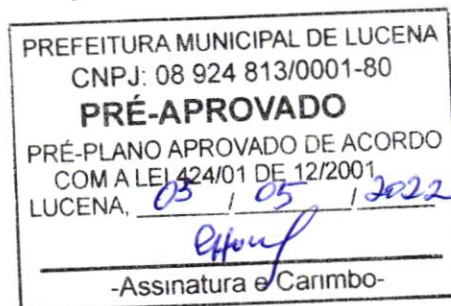 PREFEITURA MUNICIPAL DE LUCENA
CNPJ: 08 924 813/0001-80
PRÉ-APROVADO
PRÉ-PLANO APROVADO DE ACORDO
COM A LEI 424/01 DE 12/2001
LUCENA, 03 / 05 / 2022
-Assinatura e Carimbo-